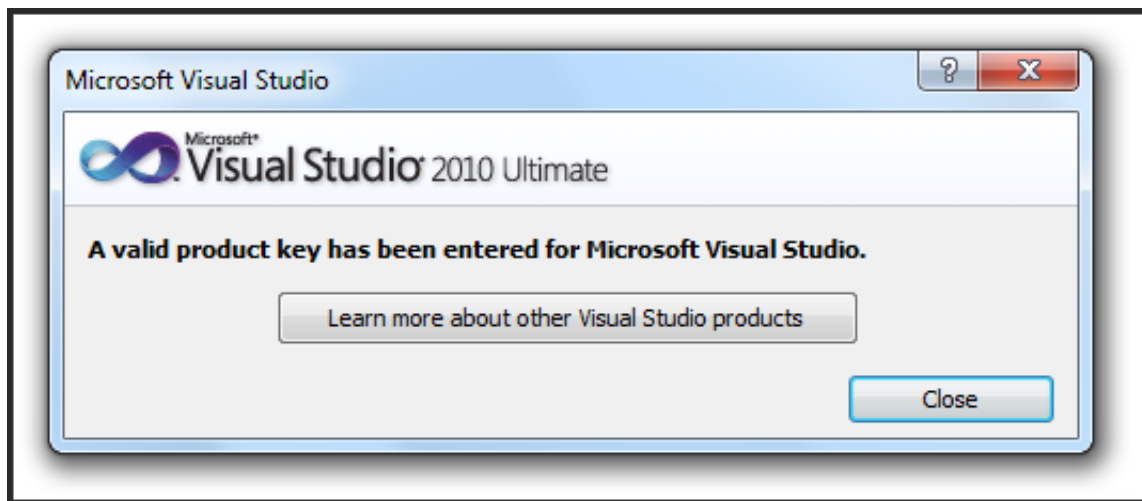 Microsoft Visual Studio
Microsoft®
Visual Studio® 2010 Ultimate
A valid product key has been entered for Microsoft Visual Studio.
Learn more about other Visual Studio products
Close